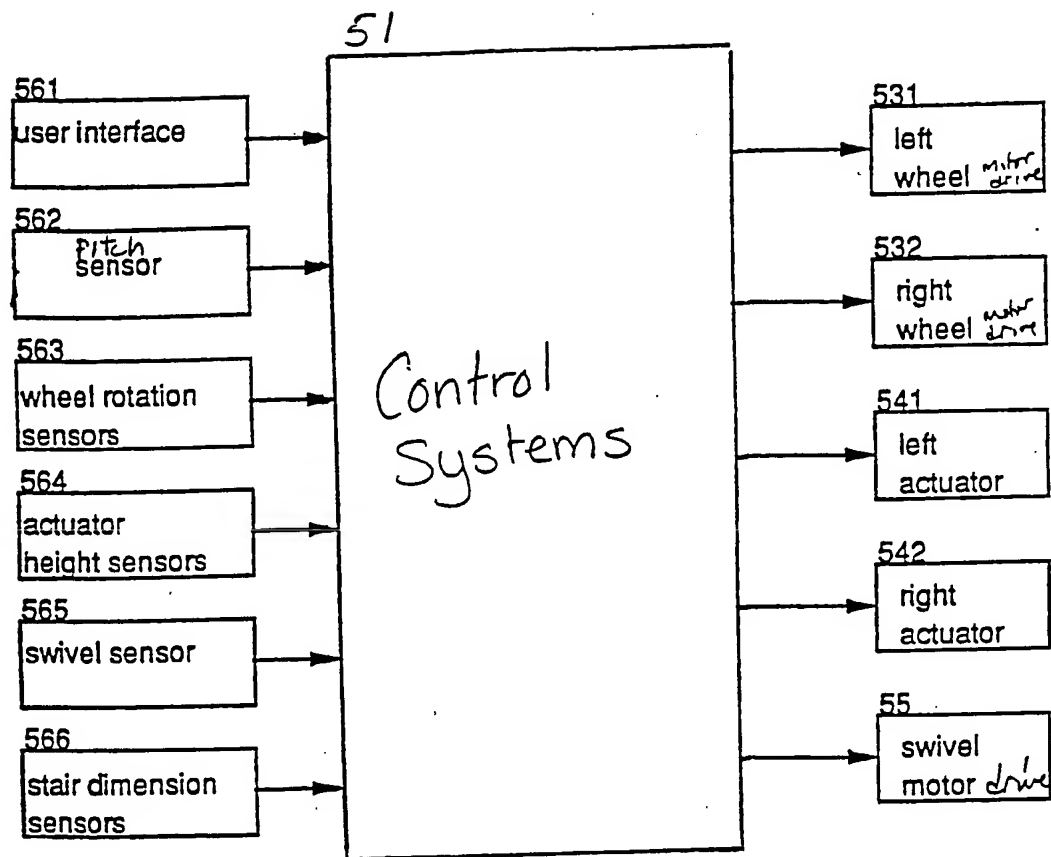 51
561
user interface
562
Pitch
sensor
563
wheel rotation
sensors
564
actuator
height sensors
565
swivel sensor
566
stair dimension
sensors
Control
Systems
531
left
wheel motor drive
532
right
wheel motor drive
541
left
actuator
542
right
actuator
55
swivel
motor drive